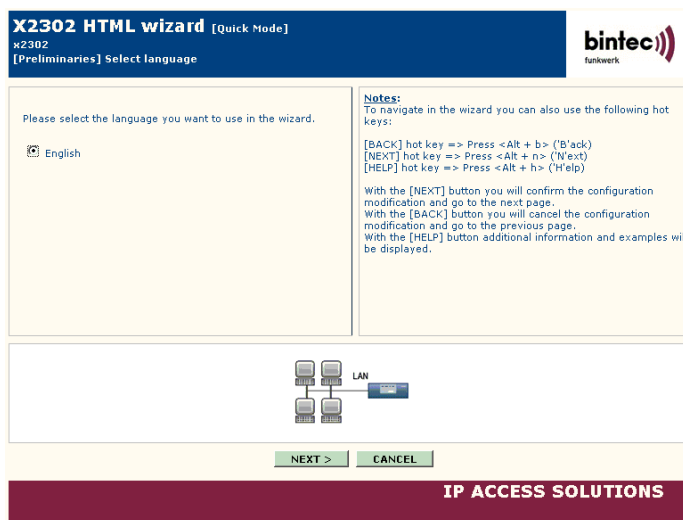 X2302 HTML wizard [Quick Mode]
x2302
[Preliminaries] Select language
bintec
funkwerk
Please select the language you want to use in the wizard.
English
Notes:
To navigate in the wizard you can also use the following hot
keys:
[BACK] hot key => Press <Alt + b> ('B'ack)
[NEXT] hot key => Press <Alt + n> ('N'ext)
[HELP] hot key => Press <Alt + h> ('H'elp)
With the [NEXT] button you will confirm the configuration
modification and go to the next page.
With the [BACK] button you will cancel the configuration
modification and go to the previous page.
With the [HELP] button additional information and examples wi
be displayed.
LAN
NEXT >
CANCEL
IP ACCESS SOLUTIONS